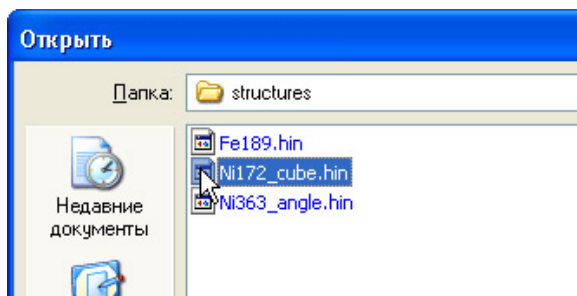 Открыть
Папка: structures
Fe189.hin
Ni172_cube.hin
Ni363_angle.hin
Недавние
документы